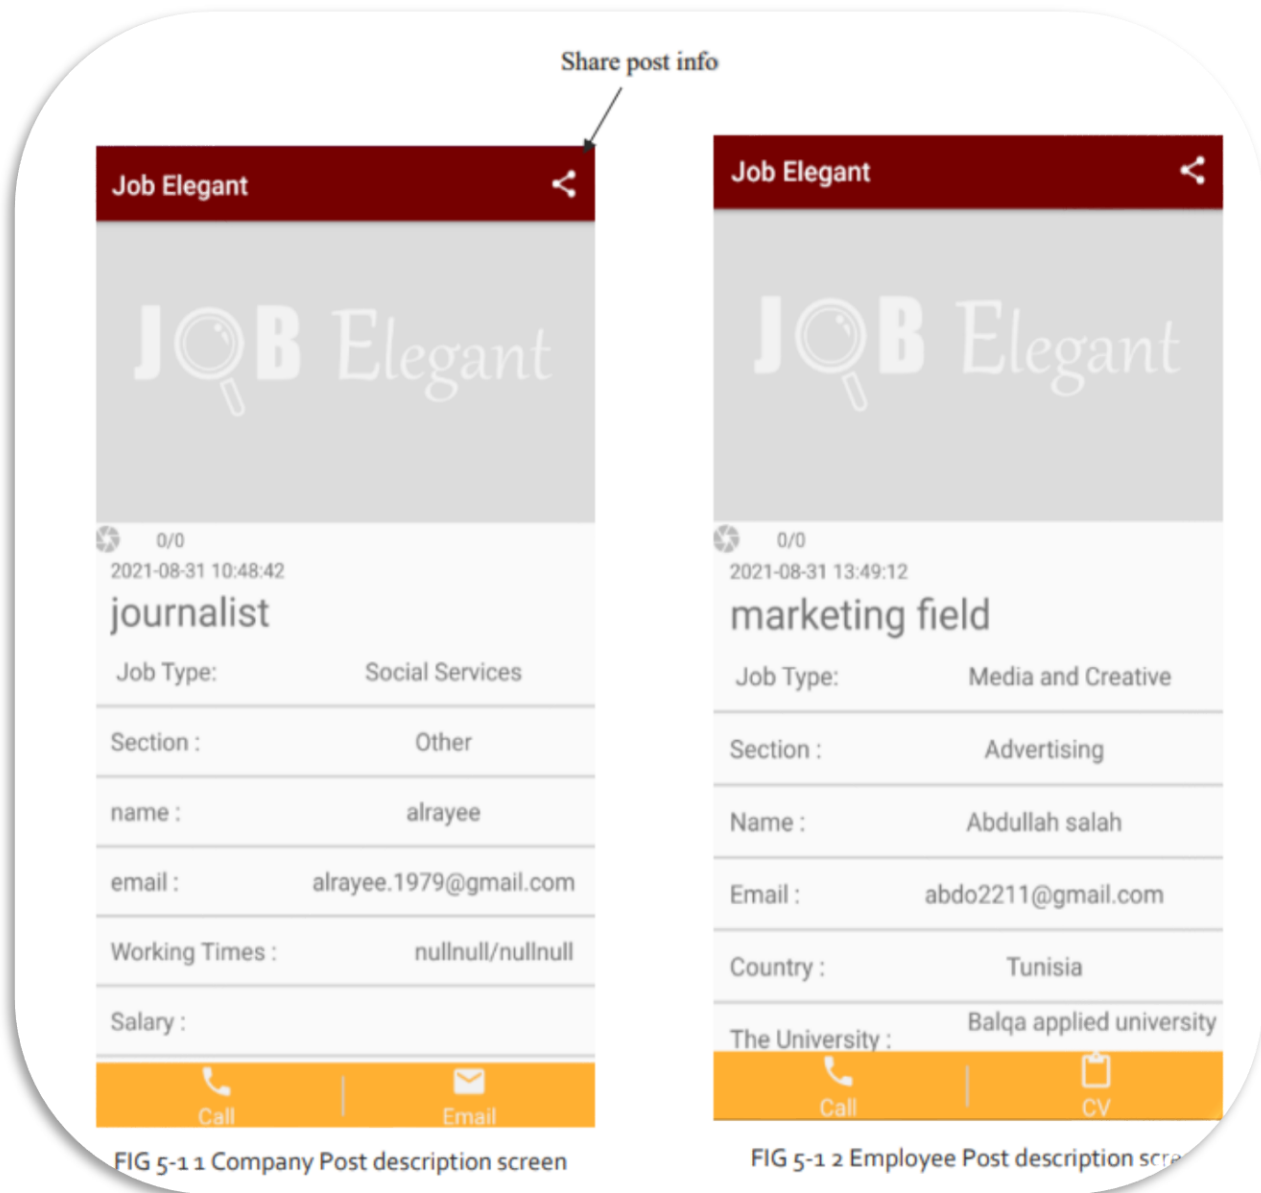 Share post info
Job Elegant
JOB Elegant
0/0
2021-08-31 10:48:42
journalist
Job Type: Social Services
Section : Other
name : alrayee
email : alrayee.1979@gmail.com
Working Times : nullnull/nullnull
Salary :
Call Email
FIG 5-1 1 Company Post description screen
Job Elegant
JOB Elegant
0/0
2021-08-31 13:49:12
marketing field
Job Type: Media and Creative
Section : Advertising
Name : Abdullah salah
Email : abdo2211@gmail.com
Country : Tunisia
The University : Balqa applied university
Call CV
FIG 5-1 2 Employee Post description scre